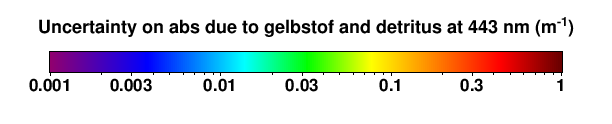 Uncertainty on abs due to gelbstof and detritus at 443 nm (m⁻¹)
0.001 0.003 0.01 0.03 0.1 0.3 1